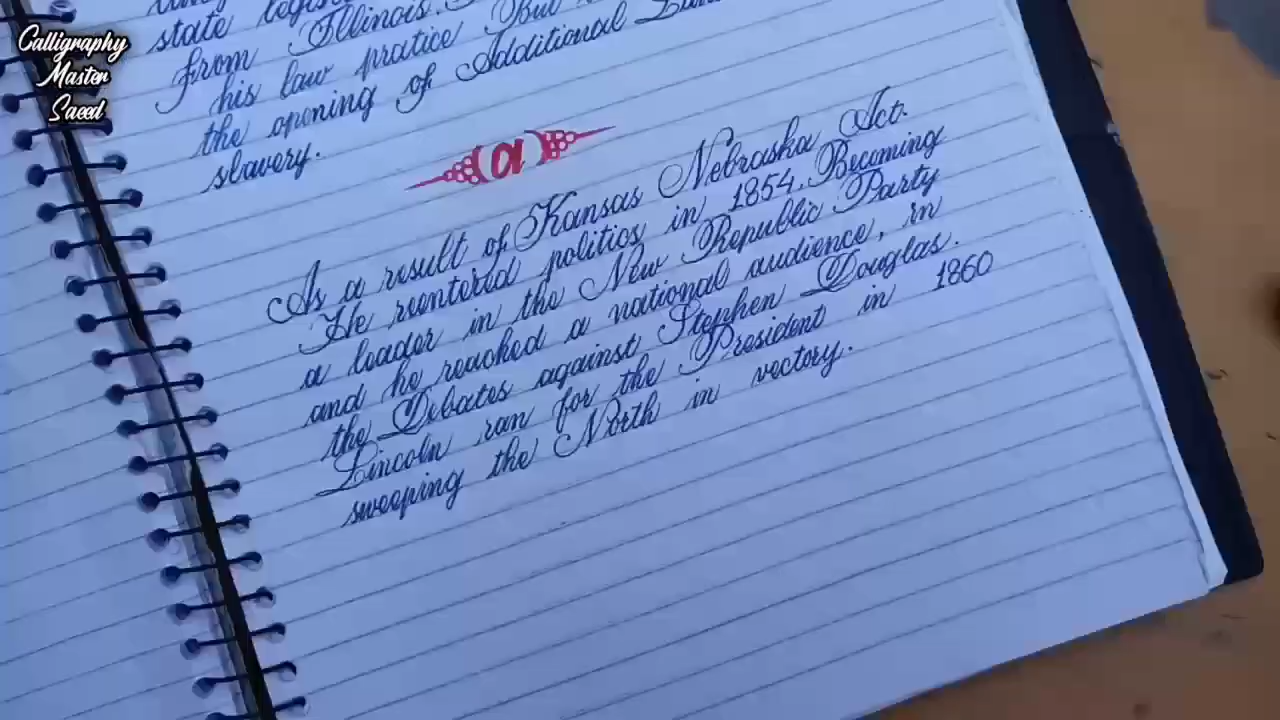 Calligraphy
Master
Saeed
state
from Illinois.
his law pratice But
the opening of Additional
slavery.
As a result of Kansas Nebraska Act.
He reentered politics in 1854. Becoming
a leader in the New Republic Party
and he reached a national audience, in
the Debates against Stephen Douglas.
Lincoln ran for the President in 1860
sweeping the North in vectory.